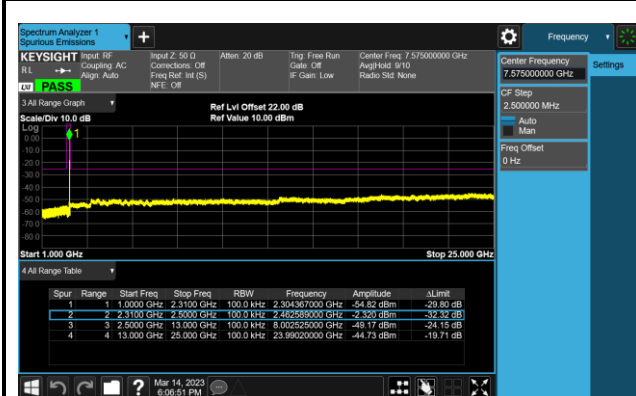 Spectrum Analyzer 1
Spurious Emissions
Frequency
KEYSIGHT
RL
Input: RF
Coupling: AC
Align: Auto
Input Z: 50 Ω
Corrections: Off
Freq Ref: Int (S)
NFE: Off
Atten: 20 dB
Trig: Free Run
Gate: Off
IF Gain: Low
Center Freq: 7.575000000 GHz
Avg|Hold: 9/10
Radio Std: None
LXI PASS
Center Frequency
7.575000000 GHz
Settings
CF Step
2.500000 MHz
Auto
Man
Freq Offset
0 Hz
3 All Range Graph
Scale/Div 10.0 dB
Ref Lvl Offset 22.00 dB
Ref Value 10.00 dBm
Log
1
0.00
-10.0
-20.0
-30.0
-40.0
-50.0
-60.0
-70.0
-80.0
Start 1.000 GHz
Stop 25.000 GHz
4 All Range Table
Spur Range Start Freq Stop Freq RBW Frequency Amplitude ΔLimit
1 1 1.0000 GHz 2.3100 GHz 100.0 kHz 2.304367000 GHz -54.82 dBm -29.80 dB
2 2 2.3100 GHz 2.5000 GHz 100.0 kHz 2.462589000 GHz -2.320 dBm -32.32 dB
3 3 2.5000 GHz 13.000 GHz 100.0 kHz 8.002525000 GHz -49.17 dBm -24.15 dB
4 4 13.000 GHz 25.000 GHz 100.0 kHz 23.99020000 GHz -44.73 dBm -19.71 dB
?
Mar 14, 2023
6:06:51 PM